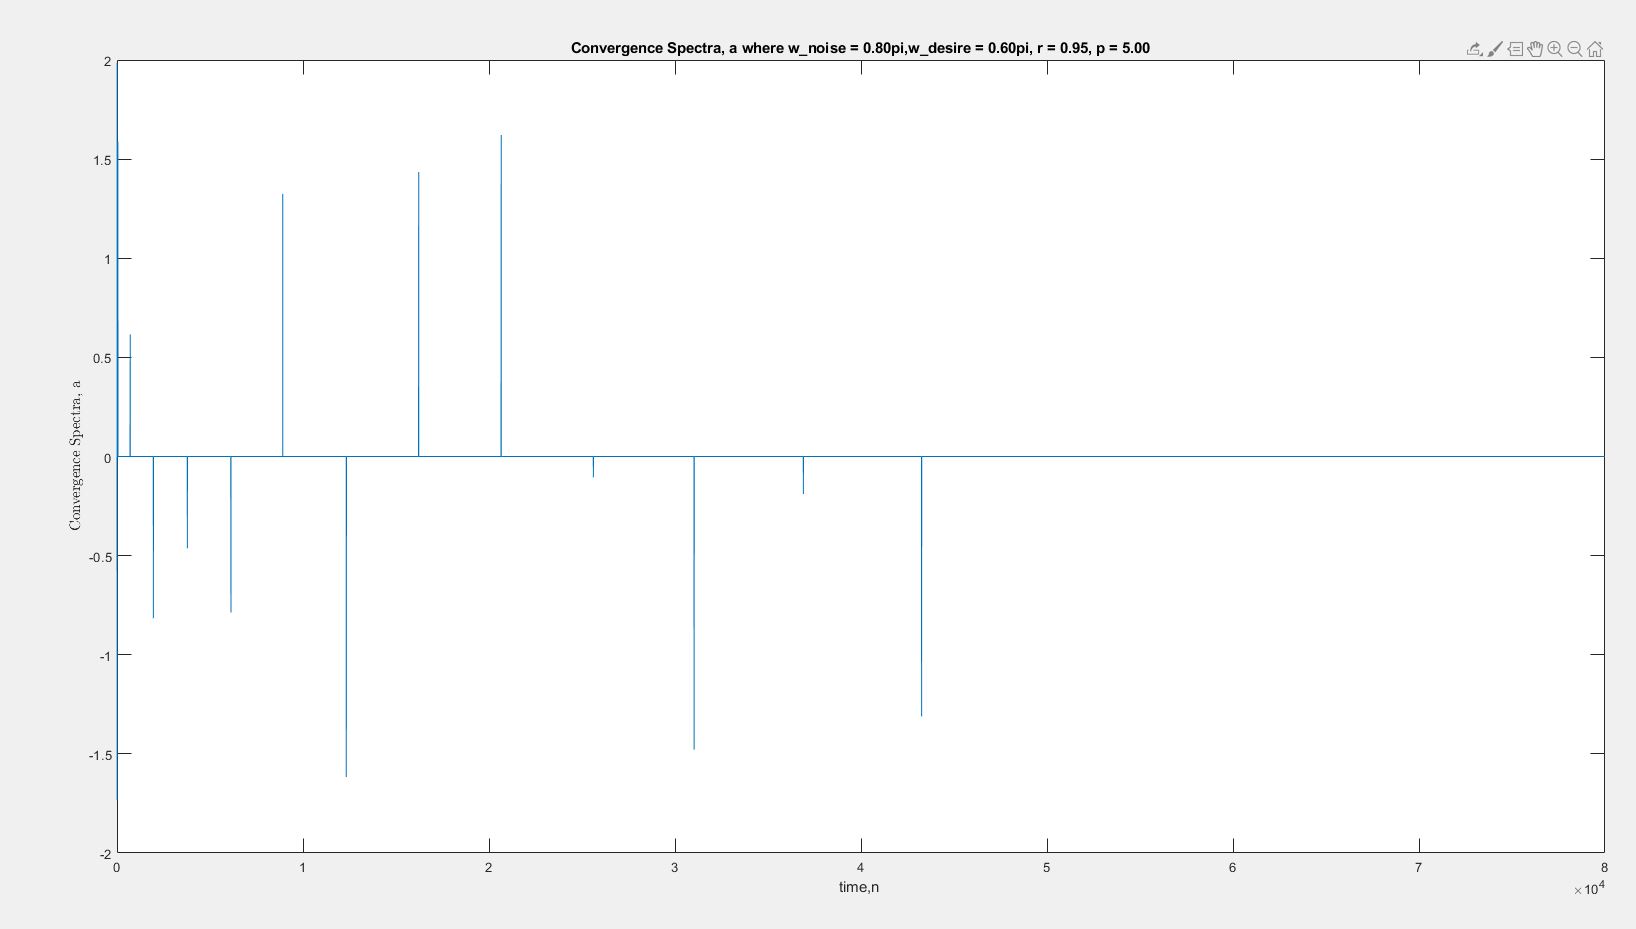 Convergence Spectra, a where w_noise = 0.80pi,w_desire = 0.60pi, r = 0.95, p = 5.00
2
1.5
1
0.5
0
-0.5
-1
-1.5
-2
Convergence Spectra, a
0 1 2 3 4 5 6 7 8
time,n
×10^4